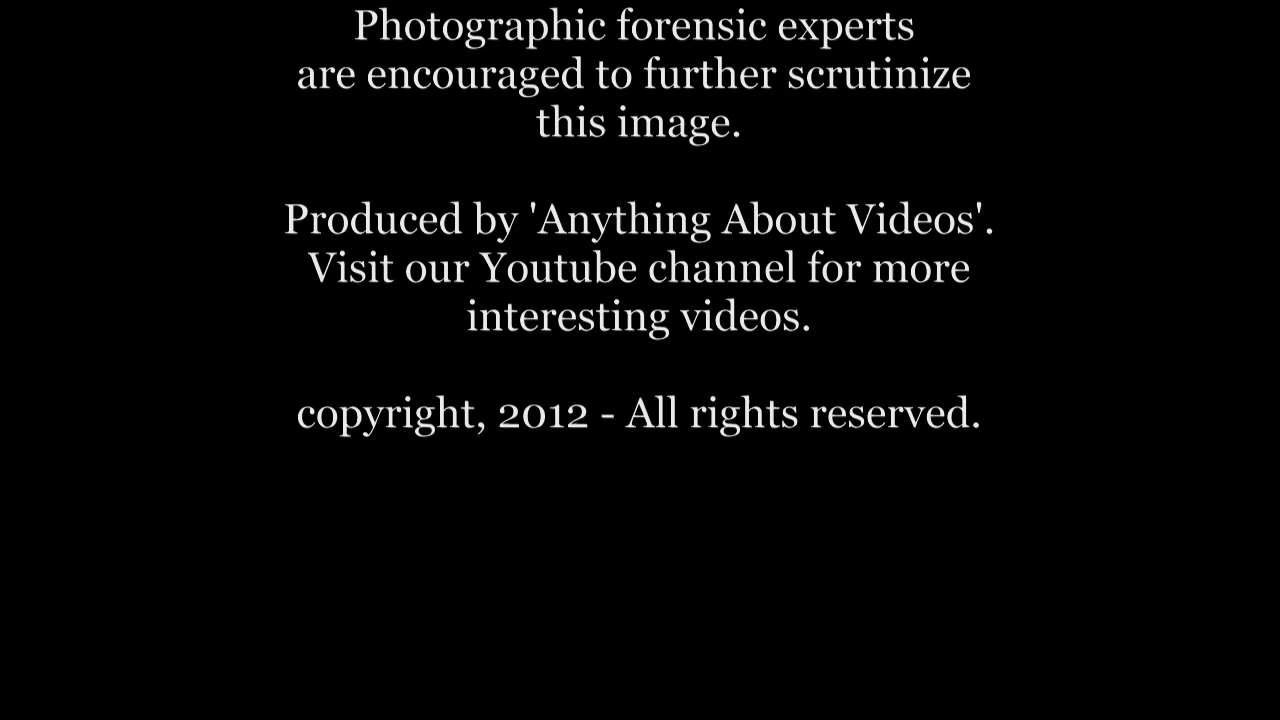 Photographic forensic experts
are encouraged to further scrutinize
this image.
Produced by 'Anything About Videos'.
Visit our Youtube channel for more
interesting videos.
copyright, 2012 - All rights reserved.